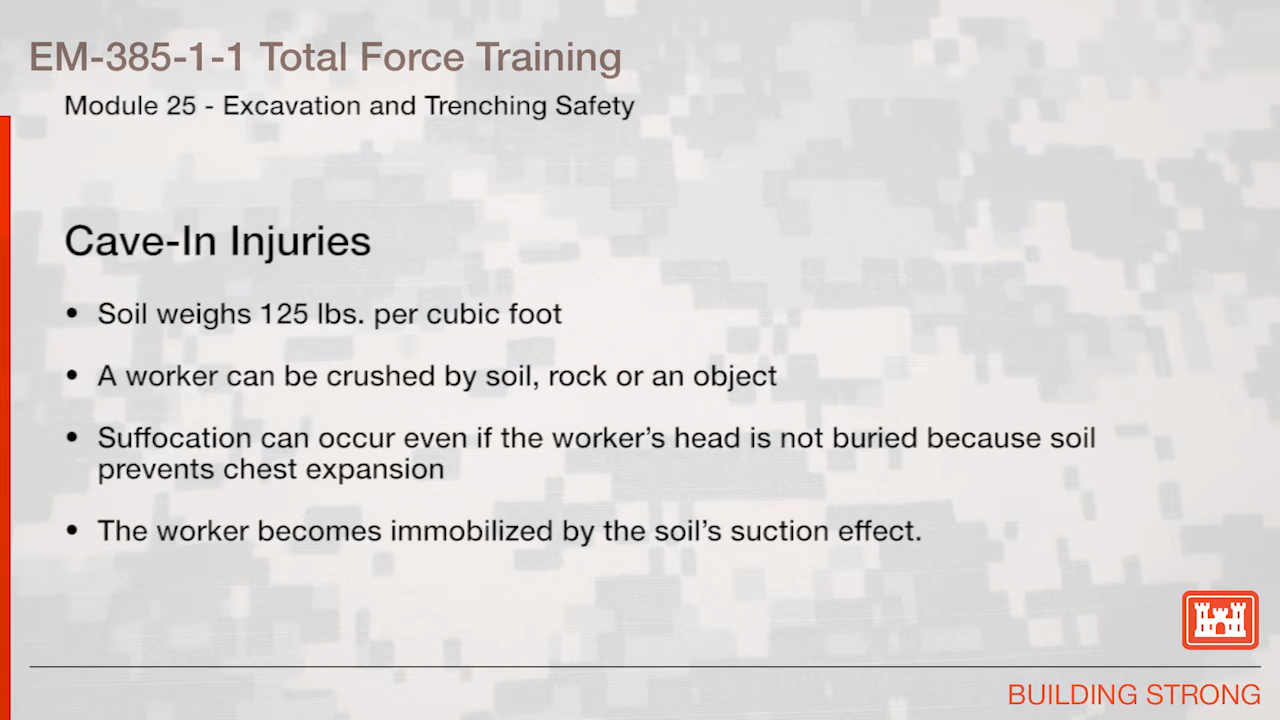 EM-385-1-1 Total Force Training
Module 25 - Excavation and Trenching Safety
Cave-In Injuries
• Soil weighs 125 lbs. per cubic foot
• A worker can be crushed by soil, rock or an object
• Suffocation can occur even if the worker’s head is not buried because soil
prevents chest expansion
• The worker becomes immobilized by the soil’s suction effect.
BUILDING STRONG